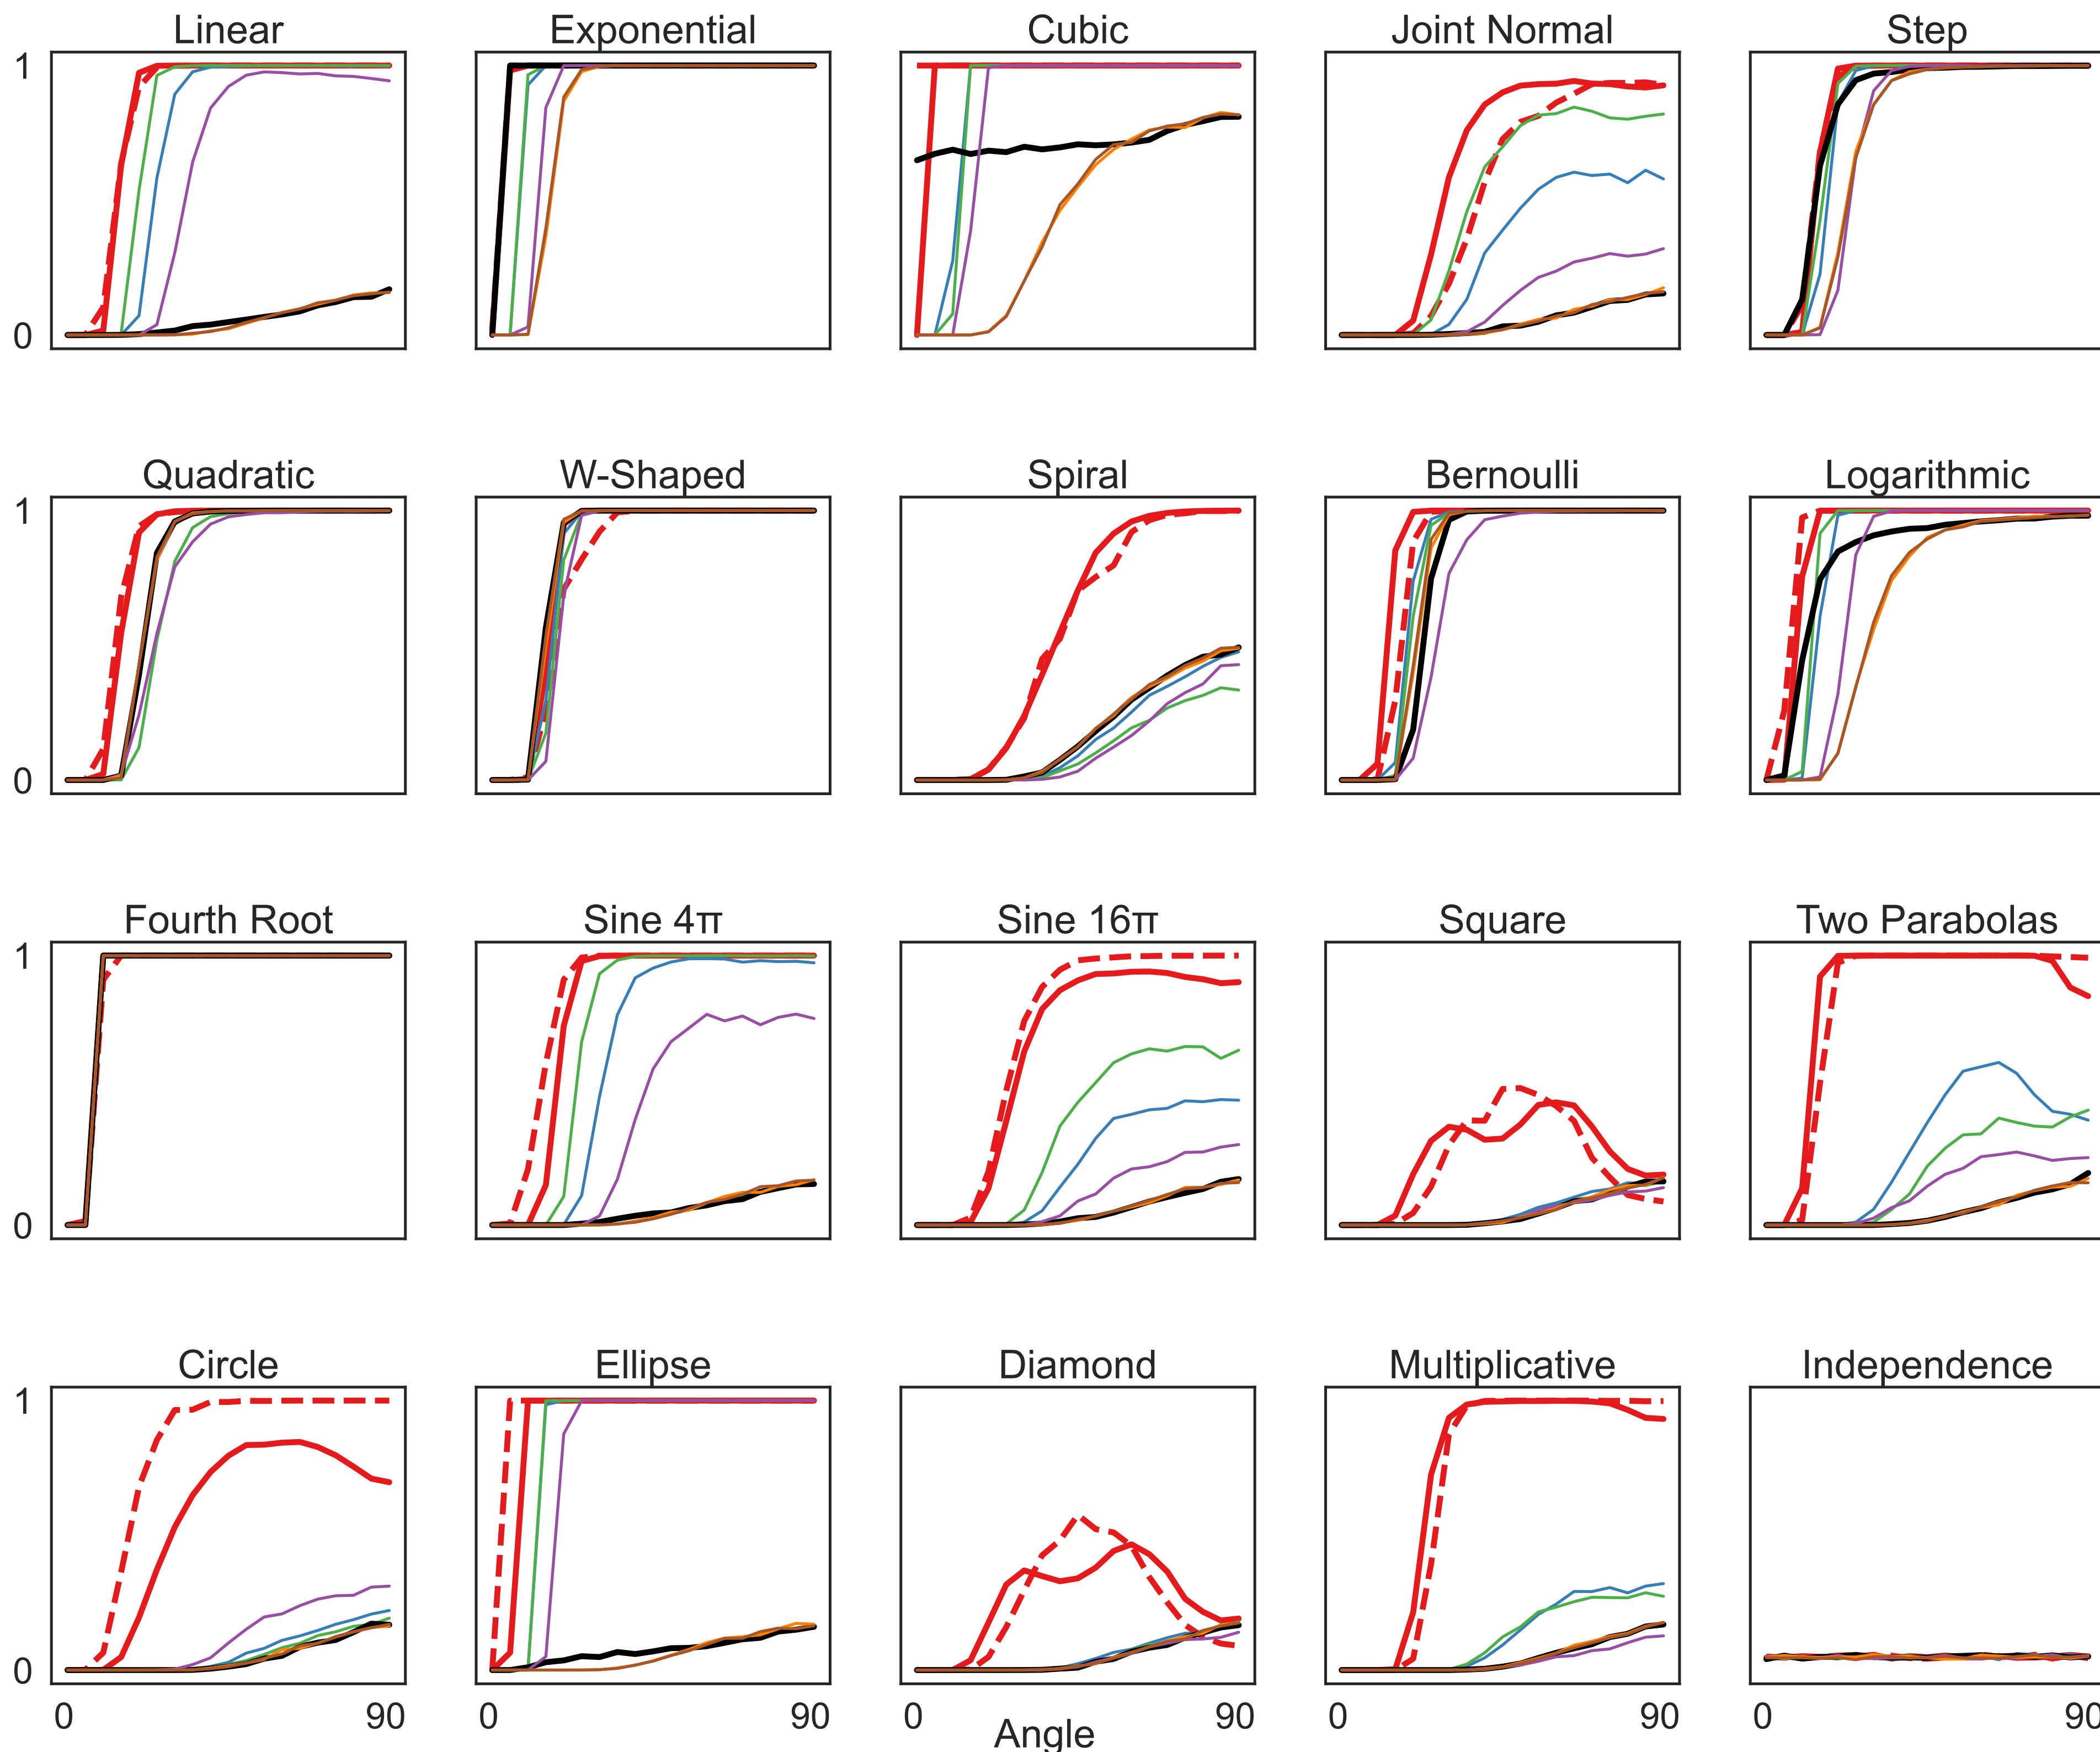 Linear Exponential Cubic Joint Normal Step
1
0
Quadratic W-Shaped Spiral Bernoulli Logarithmic
1
0
Fourth Root Sine 4π Sine 16π Square Two Parabolas
1
0
Circle Ellipse Diamond Multiplicative Independence
1
0
0 90 0 90 0 90 0 90 0 90
Angle